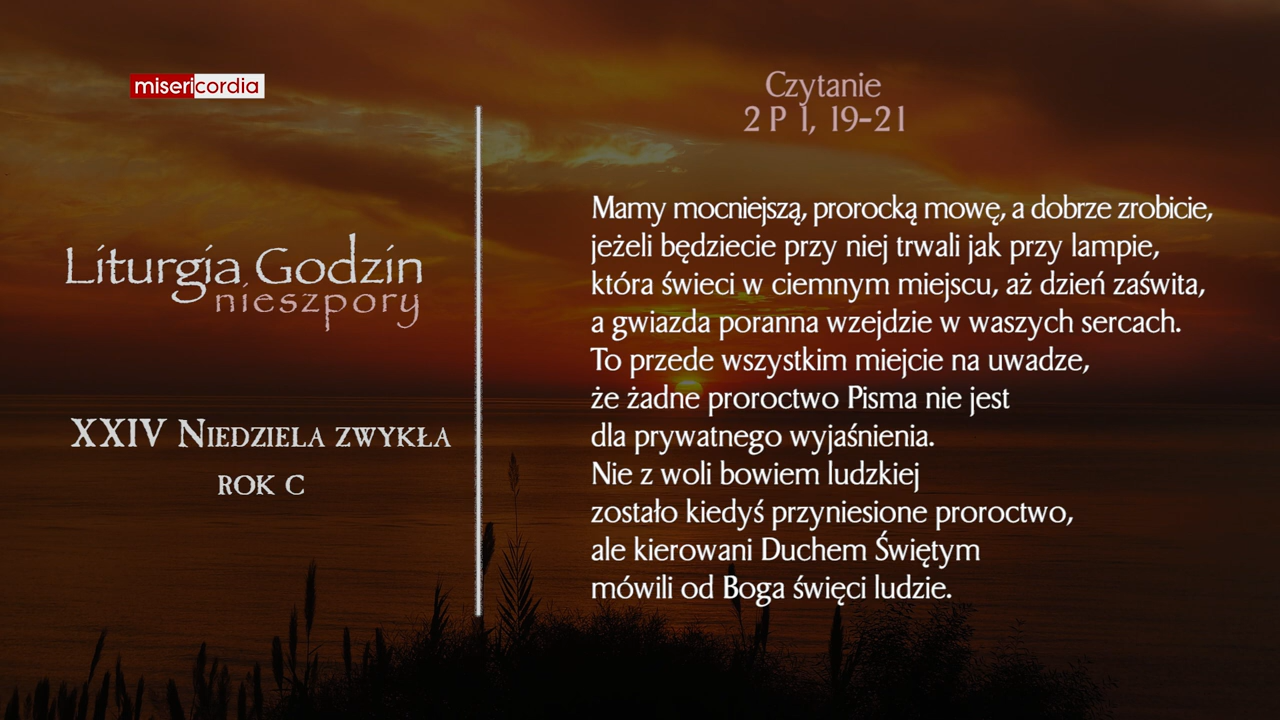 misericordia
Liturgia Godzin
nieszpory
XXIV Niedziela zwykła
rok C
Czytanie
2 P 1, 19-21
Mamy mocniejszą, prorocką mowę, a dobrze zrobicie,
jeżeli będziecie przy niej trwali jak przy lampie,
która świeci w ciemnym miejscu, aż dzień zaświta,
a gwiazda poranna wzejdzie w waszych sercach.
To przede wszystkim miejcie na uwadze,
że żadne proroctwo Pisma nie jest
dla prywatnego wyjaśnienia.
Nie z woli bowiem ludzkiej
zostało kiedyś przyniesione proroctwo,
ale kierowani Duchem Świętym
mówili od Boga święci ludzie.